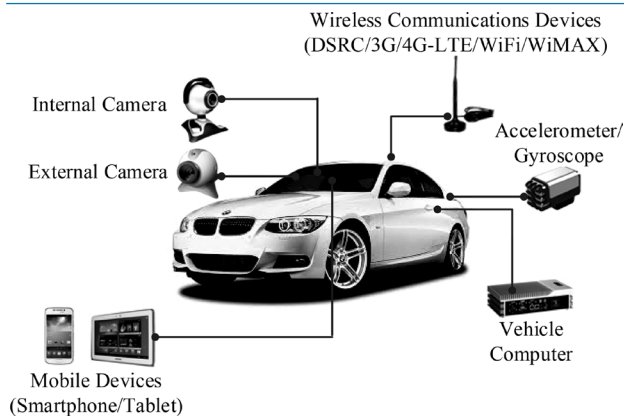 Wireless Communications Devices
(DSRC/3G/4G-LTE/WiFi/WiMAX)
Internal Camera
Accelerometer/
Gyroscope
External Camera
Vehicle
Computer
Mobile Devices
(Smartphone/Tablet)